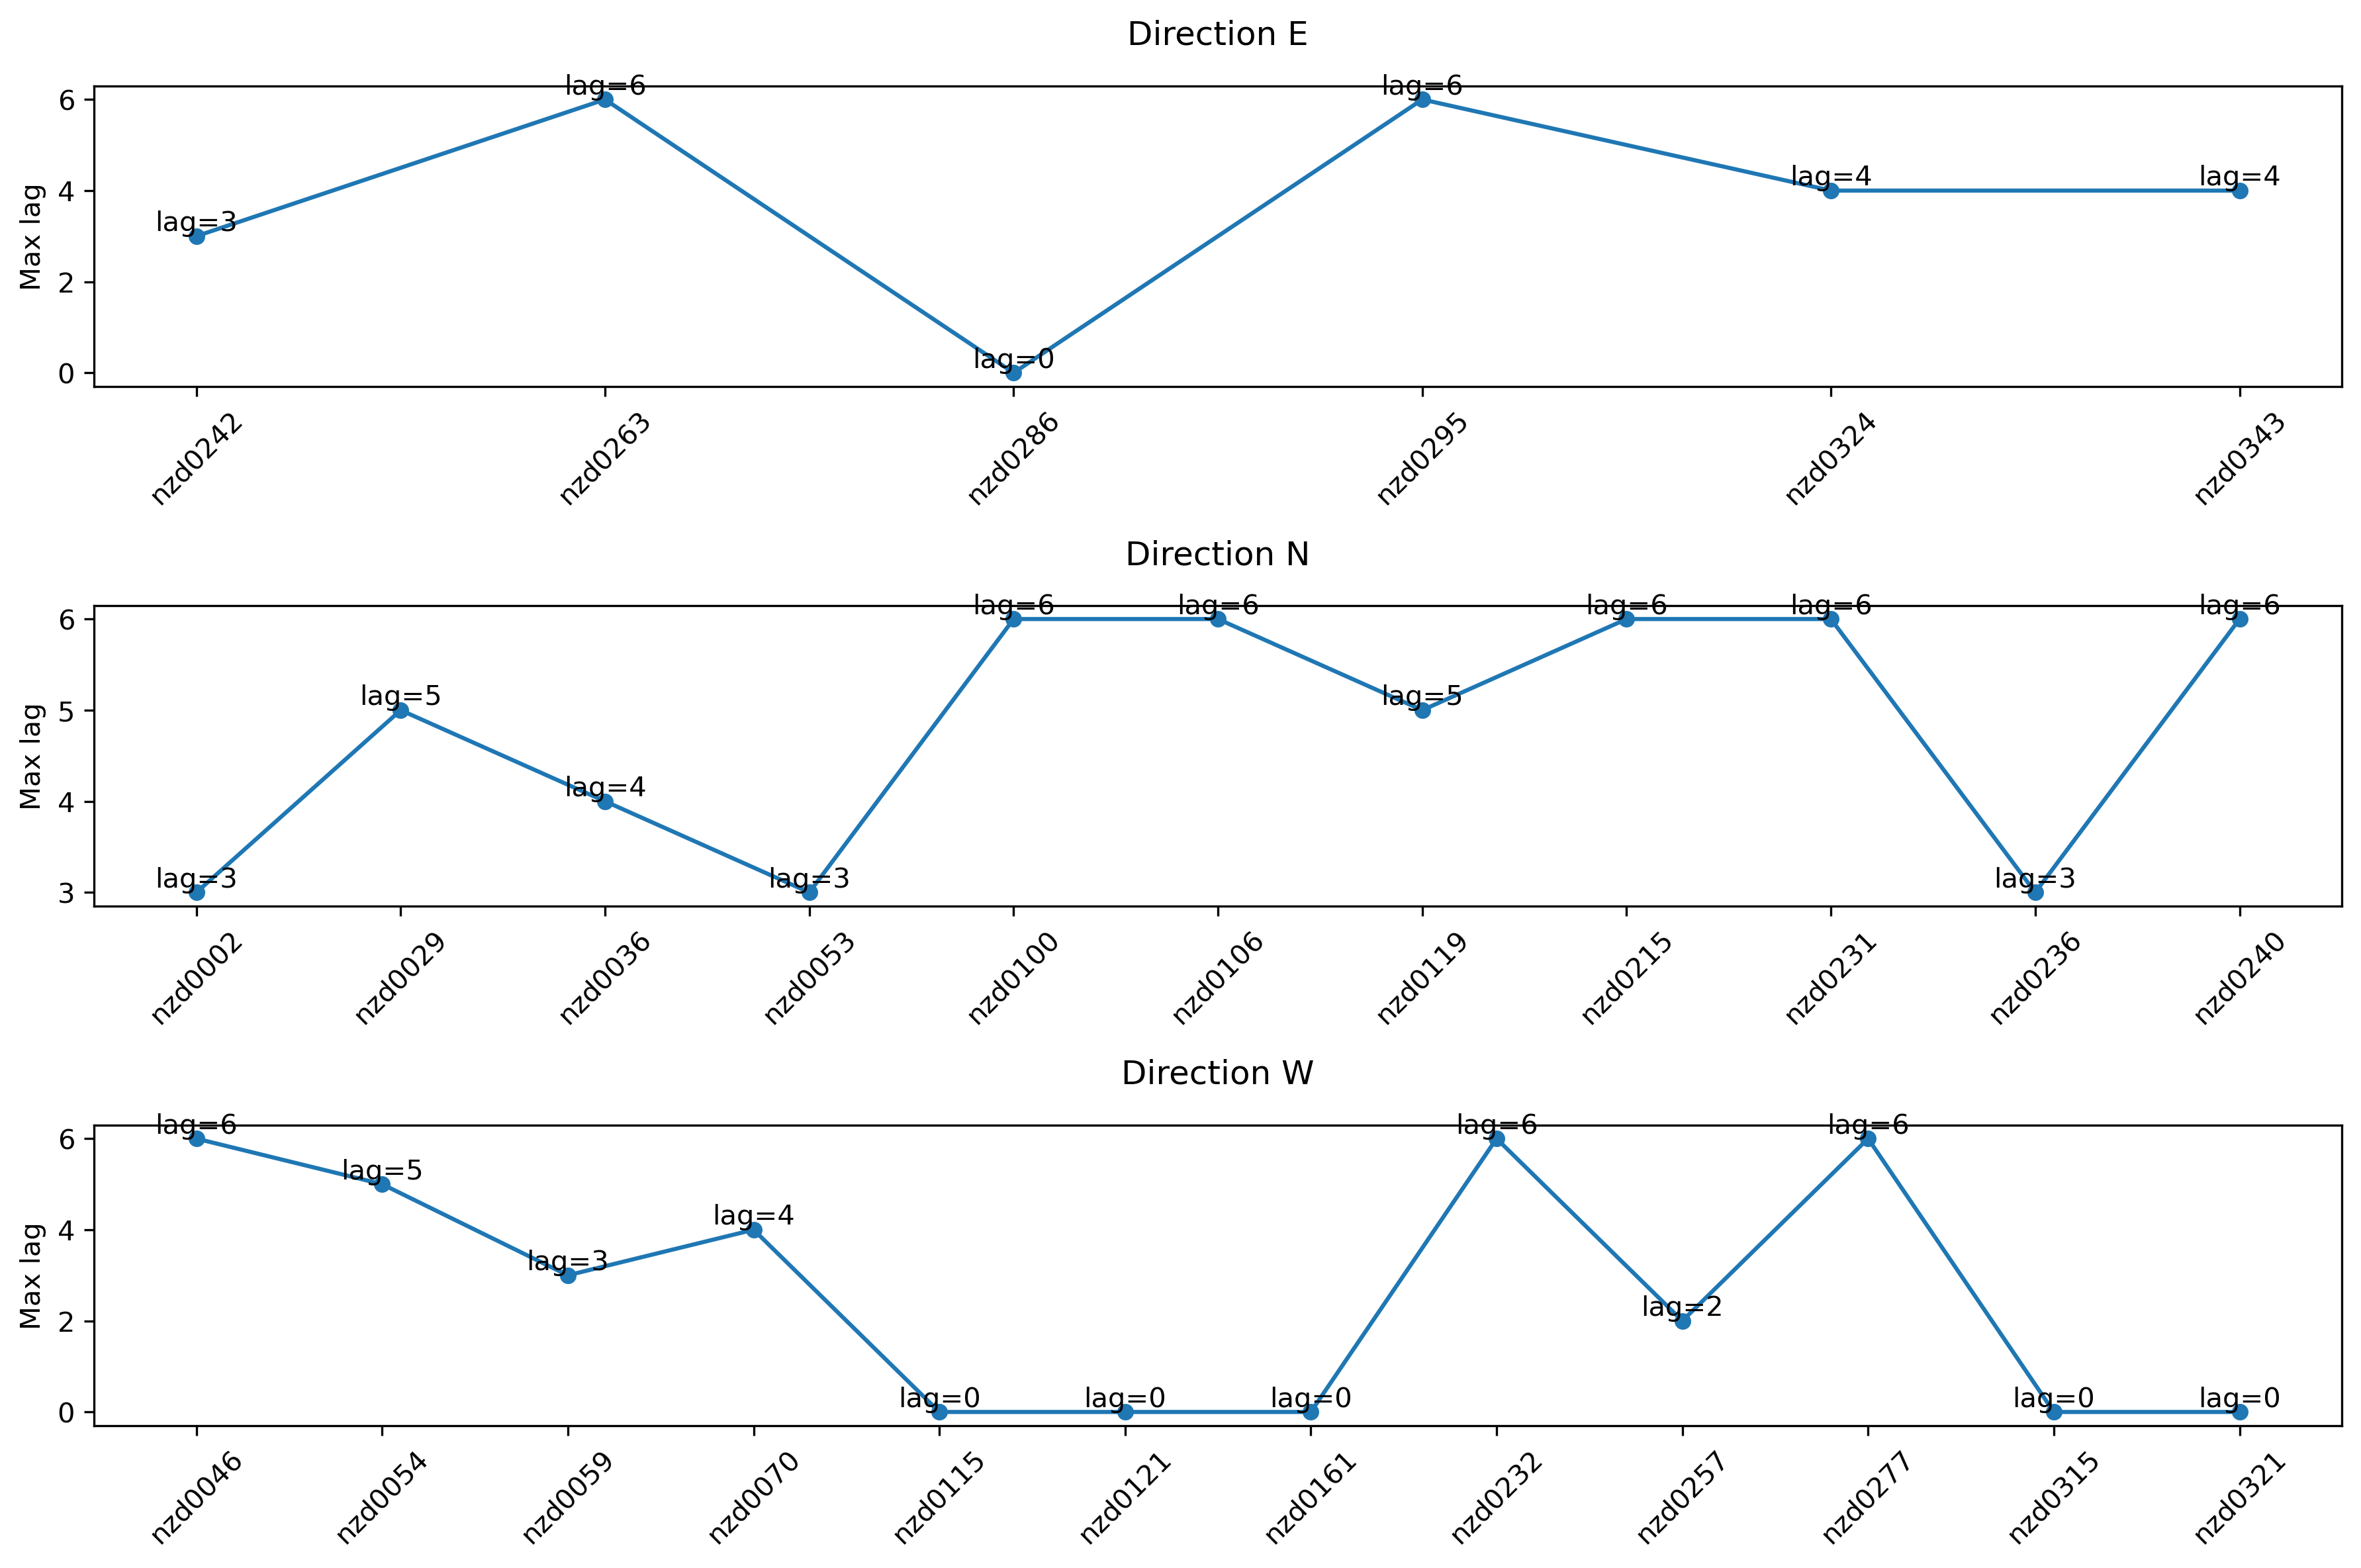 Direction E
Max lag
6
4
2
0
lag=3
lag=6
lag=0
lag=6
lag=4
lag=4
nzd0242
nzd0263
nzd0286
nzd0295
nzd0324
nzd0343
Direction N
Max lag
6
5
4
3
lag=3
lag=5
lag=4
lag=3
lag=6
lag=6
lag=5
lag=6
lag=6
lag=3
lag=6
nzd0002
nzd0029
nzd0036
nzd0053
nzd0100
nzd0106
nzd0119
nzd0215
nzd0231
nzd0236
nzd0240
Direction W
Max lag
6
4
2
0
lag=6
lag=5
lag=3
lag=4
lag=0
lag=0
lag=0
lag=6
lag=2
lag=6
lag=0
lag=0
nzd0046
nzd0054
nzd0059
nzd0070
nzd0115
nzd0121
nzd0161
nzd0232
nzd0257
nzd0277
nzd0315
nzd0321